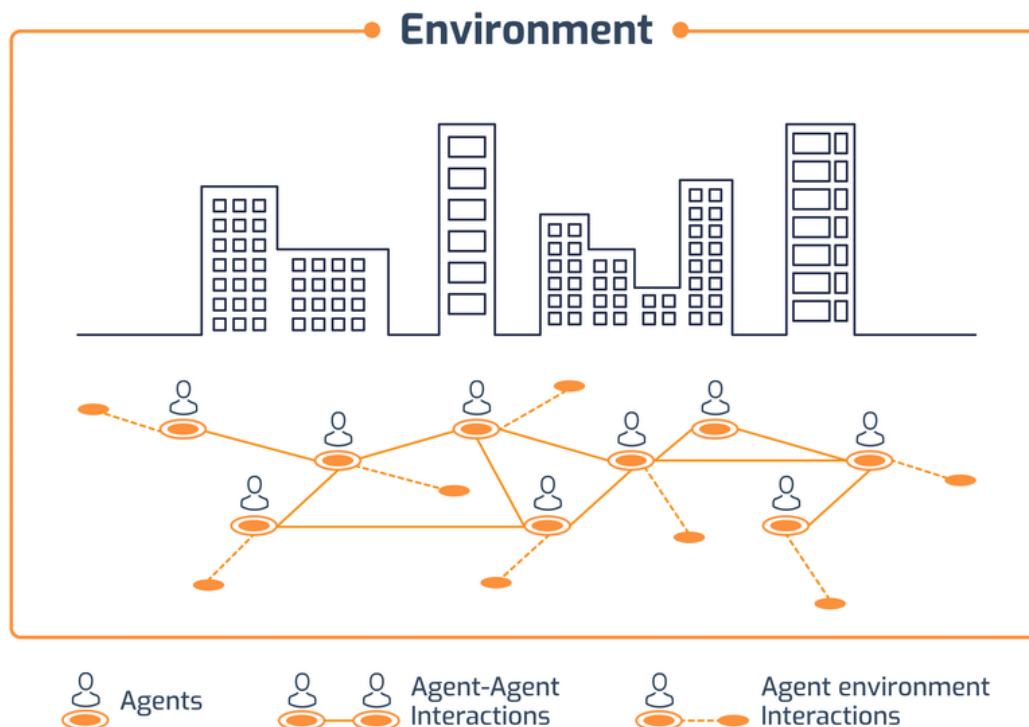 Environment
Agents
Agent-Agent
Interactions
Agent environment
Interactions